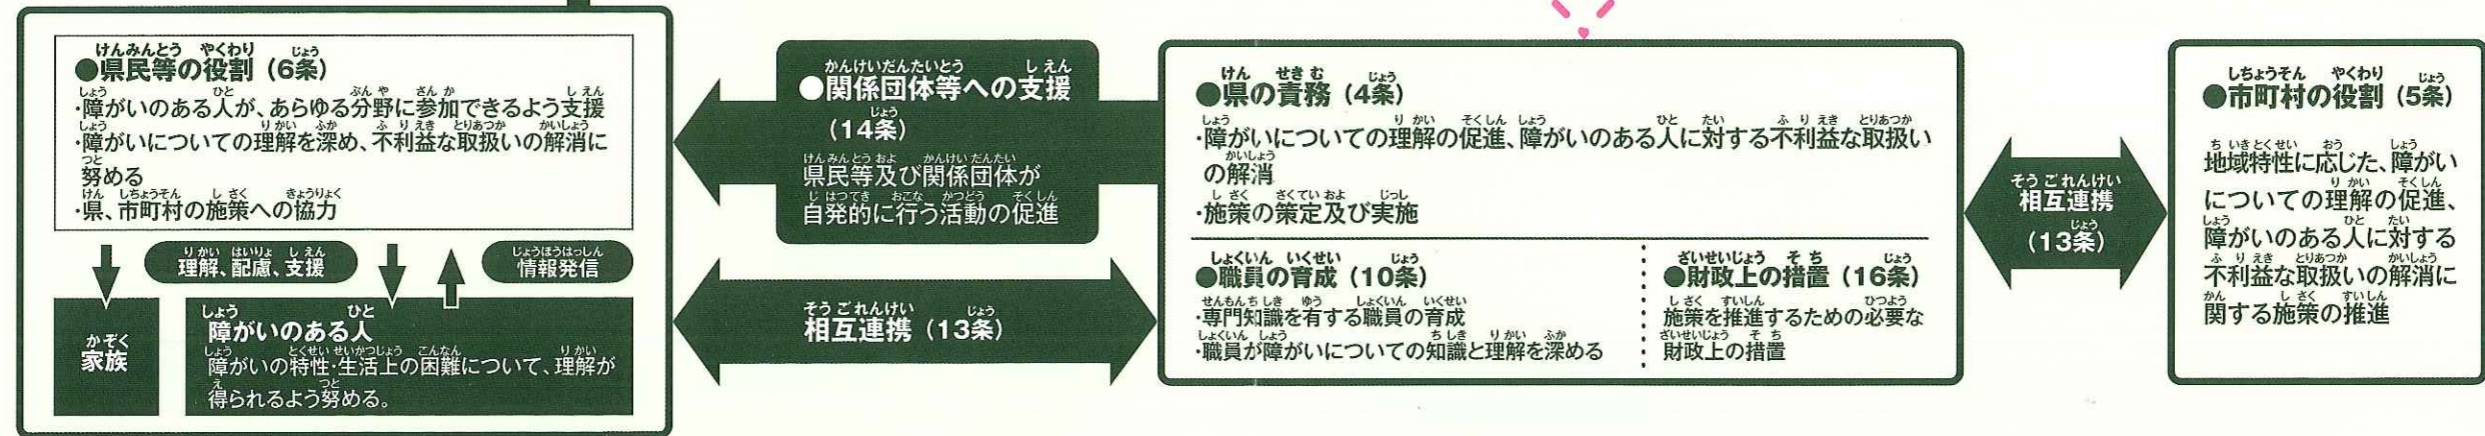 ●県民等の役割（6条）
・障がいのある人が、あらゆる分野に参加できるよう支援
・障がいについての理解を深め、不利益な取扱いの解消に
努める
・県、市町村の施策への協力
理解、配慮、支援
情報発信
家族
障がいのある人
障がいの特性・生活上の困難について、理解が
得られるよう努める。
●関係団体等への支援
（14条）
県民等及び関係団体が
自発的に行う活動の促進
相互連携（13条）
●県の責務（4条）
・障がいについての理解の促進、障がいのある人に対する不利益な取扱い
の解消
・施策の策定及び実施
●職員の育成（10条）
・専門知識を有する職員の育成
・職員が障がいについての知識と理解を深める
●財政上の措置（16条）
施策を推進するための必要な
財政上の措置
相互連携
（13条）
●市町村の役割（5条）
地域特性に応じた、障がい
についての理解の促進、
障がいのある人に対する
不利益な取扱いの解消に
関する施策の推進